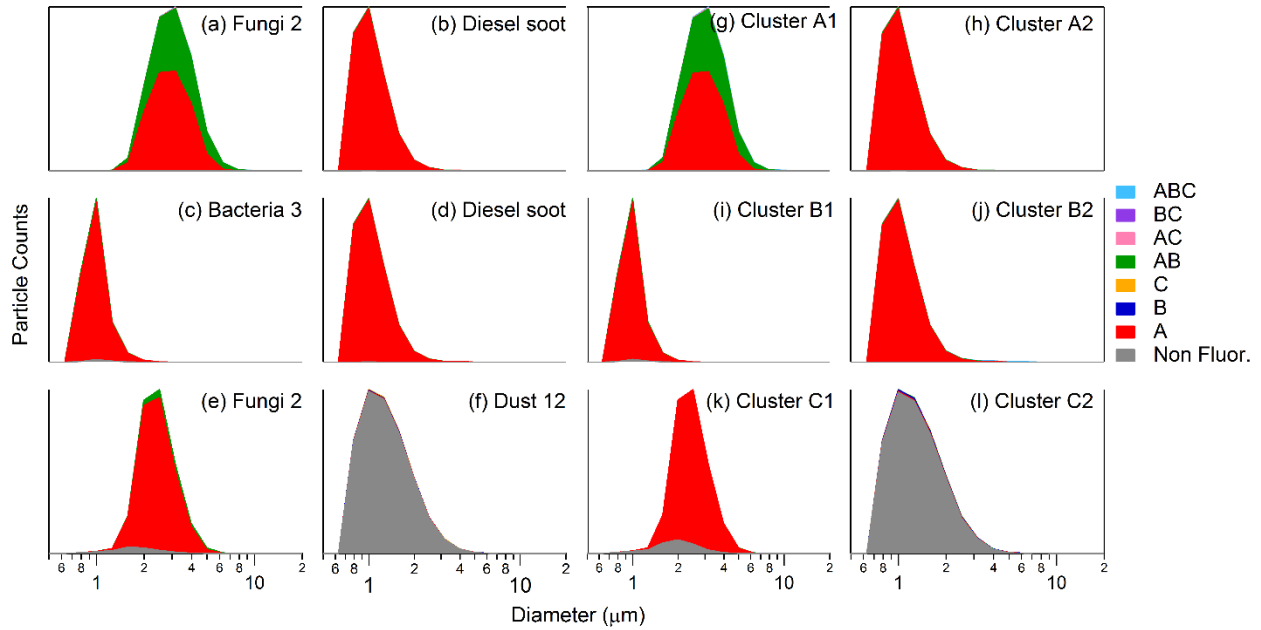 (a) Fungi 2
(b) Diesel soot
(g) Cluster A1
(h) Cluster A2
(c) Bacteria 3
(d) Diesel soot
(i) Cluster B1
(j) Cluster B2
(e) Fungi 2
(f) Dust 12
(k) Cluster C1
(l) Cluster C2
Particle Counts
ABC
BC
AC
AB
C
B
A
Non Fluor.
6 8 1 2 4 6 8 10 2
6 8 1 2 4 6 8 10 2
6 8 1 2 4 6 8 10 2
6 8 1 2 4 6 8 10 2
Diameter (μm)